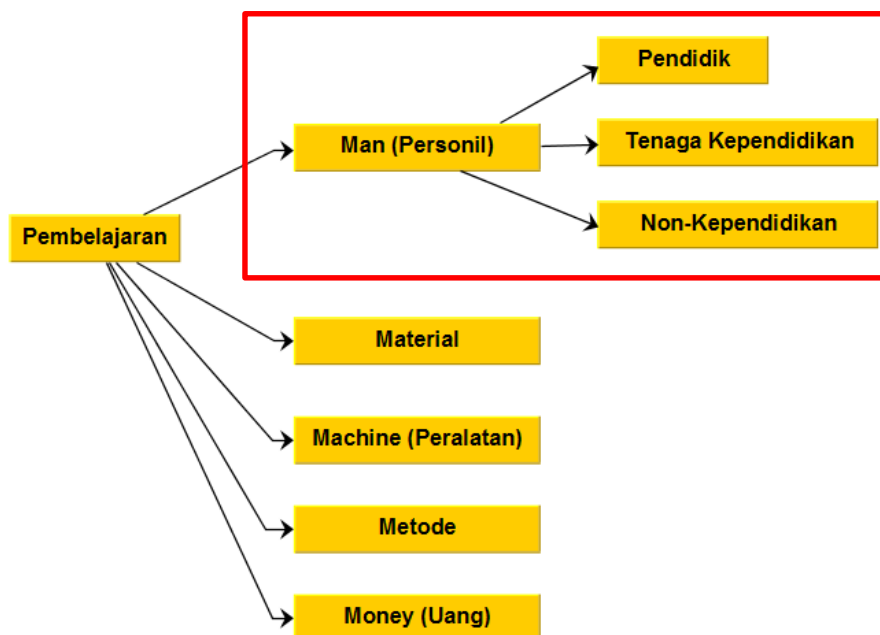 Pendidik
Man (Personil)
Tenaga Kependidikan
Non-Kependidikan
Pembelajaran
Material
Machine (Peralatan)
Metode
Money (Uang)